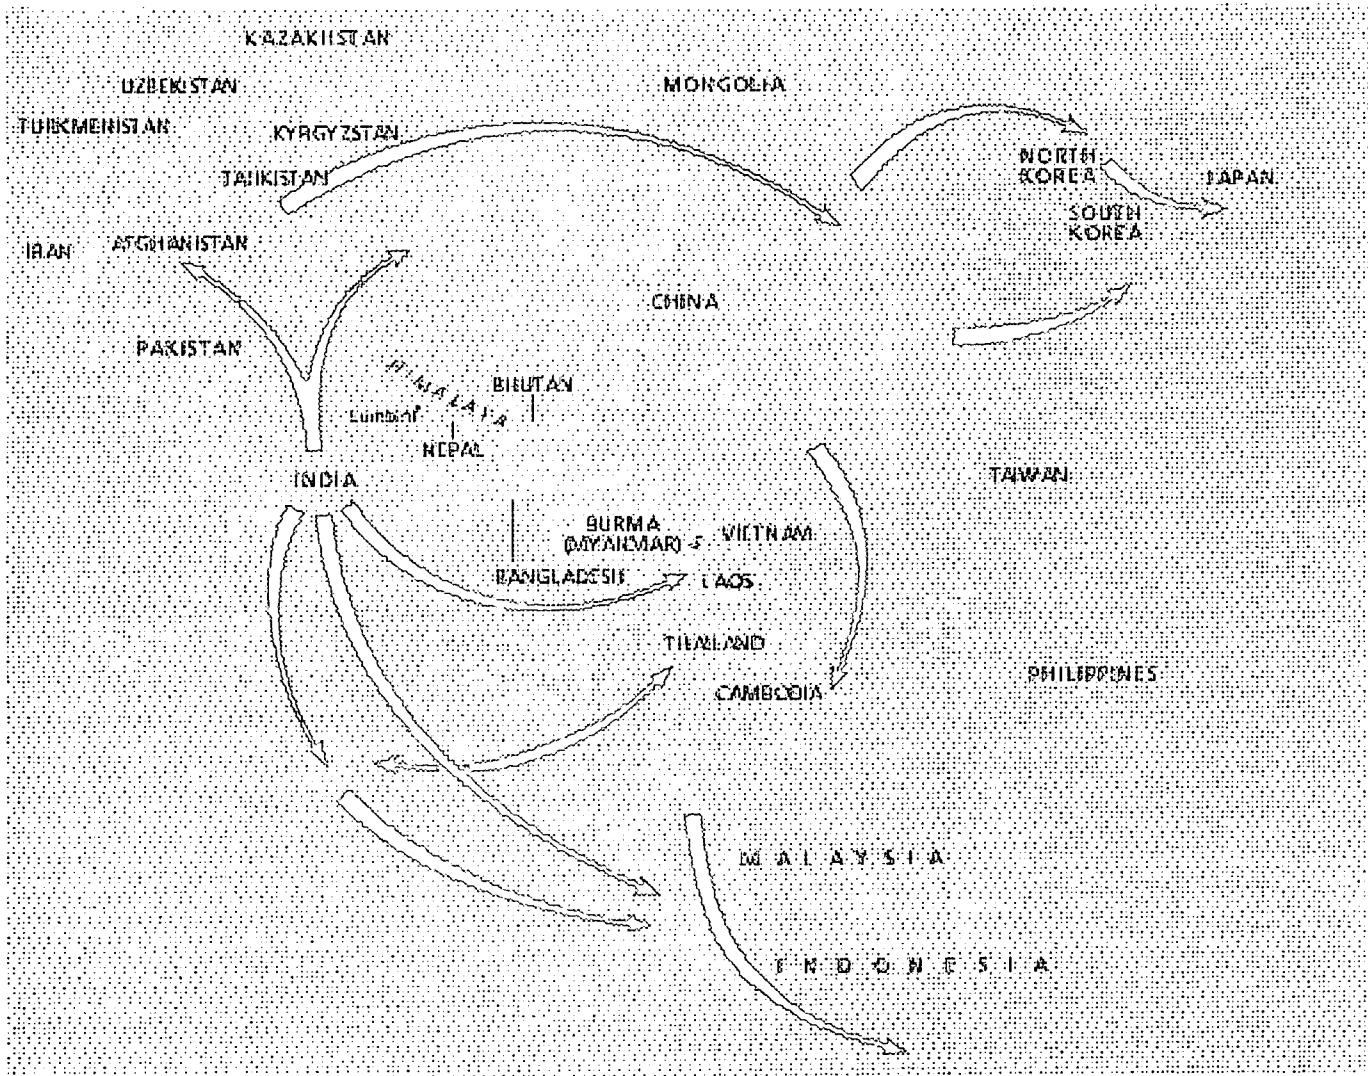 KAZAKHSTAN
UZBEKISTAN
MONGOLIA
TURKMENISTAN
KYRGYZSTAN
NORTH
KOREA
TAJIKISTAN
JAPAN
SOUTH
KOREA
IRAN
AFGHANISTAN
CHINA
PAKISTAN
HIMALAYA
BHUTAN
Lumbini
NEPAL
INDIA
TAIWAN
BURMA
(MYANMAR)
VIETNAM
BANGLADESH
LAOS
THAILAND
CAMBODIA
PHILIPPINES
MALAYSIA
INDONESIA